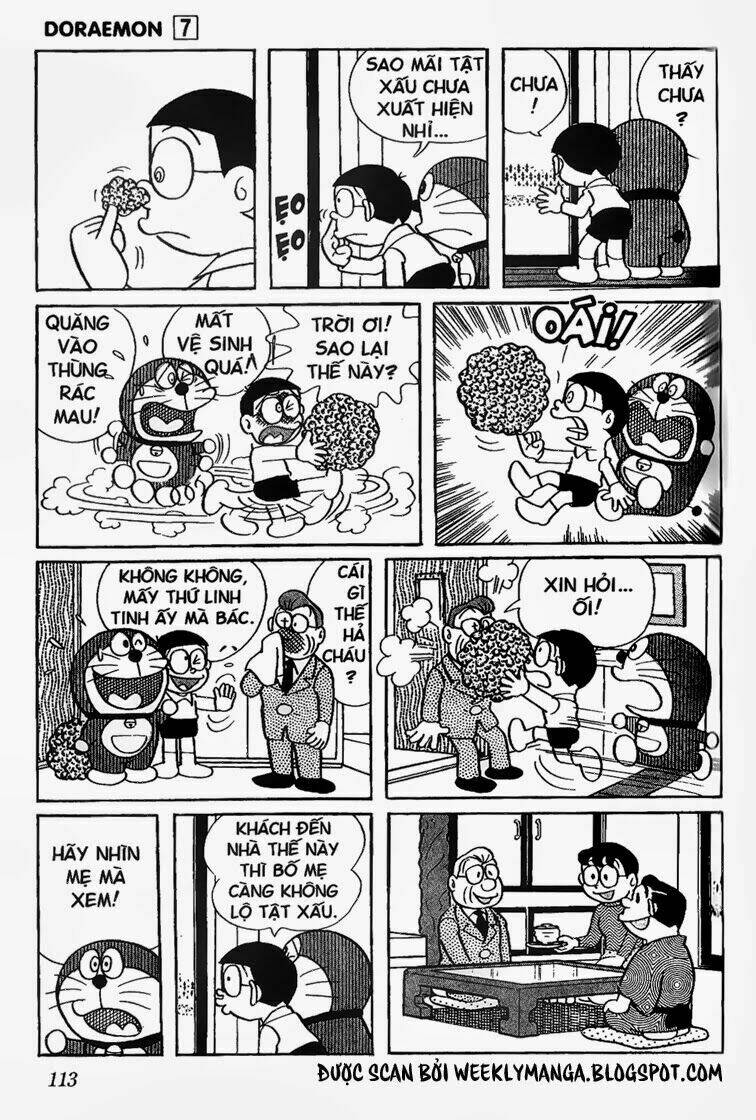 DORAEMON 7
THẤY
CHƯA
?
CHƯA
!
SAO MÃI TẬT
XẤU CHƯA
XUẤT HIỆN
NHỈ...
ẸO
ẸO
OÁI!
TRỜI ƠI!
SAO LẠI
THẾ NÀY?
MẤT
VỆ SINH
QUÁ!
QUĂNG
VÀO
THÙNG
RÁC
MAU!
XIN HỎI...
ỐI!
CÁI
GÌ
THẾ
HẢ
CHÁU
?
KHÔNG KHÔNG,
MẤY THỨ LINH
TINH ẤY MÀ BÁC.
KHÁCH ĐẾN
NHÀ THẾ NÀY
THÌ BỐ MẸ
CÀNG KHÔNG
LỘ TẬT XẤU.
HÃY NHÌN
MẸ MÀ
XEM!
113
ĐƯỢC SCAN BỞI WEEKLYMANGA.BLOGSPOT.COM